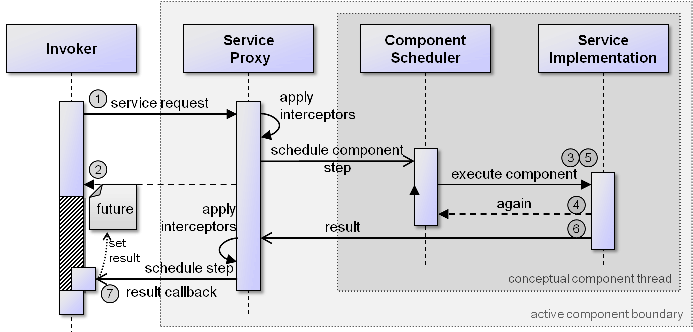 Invoker
Service
Proxy
Component
Scheduler
Service
Implementation
1
service request
apply
interceptors
schedule component
step
2
3 5
execute component
future
again
4
apply
interceptors
result
6
set
result
schedule step
7
result callback
conceptual component thread
active component boundary